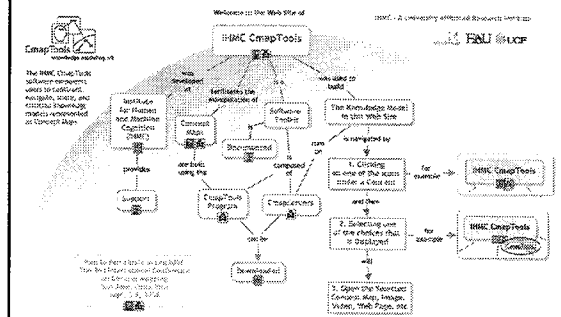 Welcome to the Web Site of
IHMC - A University Affiliated Research Institute
CmapTools
knowledge modeling kit
IHMC CmapTools
FAU UCF
The IHMC CmapTools
software empowers
users to construct,
navigate, share, and
criticize knowledge
models represented
as Concept Maps.
was
developed
at
facilitates the
manipulation of
is a
was used to
build
Institute
for Human
and Machine
Cognition
(IHMC)
Concept
Maps
Software
Toolkit
The Knowledge Model
in this Web Site
Documented
runs
on
is navigated by
provides
are built
using the
is
composed
of
1. Clicking
on one of the icons
under a Concept
for
example
IHMC CmapTools
Support
CmapTools
Program
CmapServers
and then
2. Selecting one
of the choices that
is displayed
for
example
IHMC CmapTools
can be
Downloaded
will
3. Open the Selected
Concept Map, Image,
Video, Web Page, etc